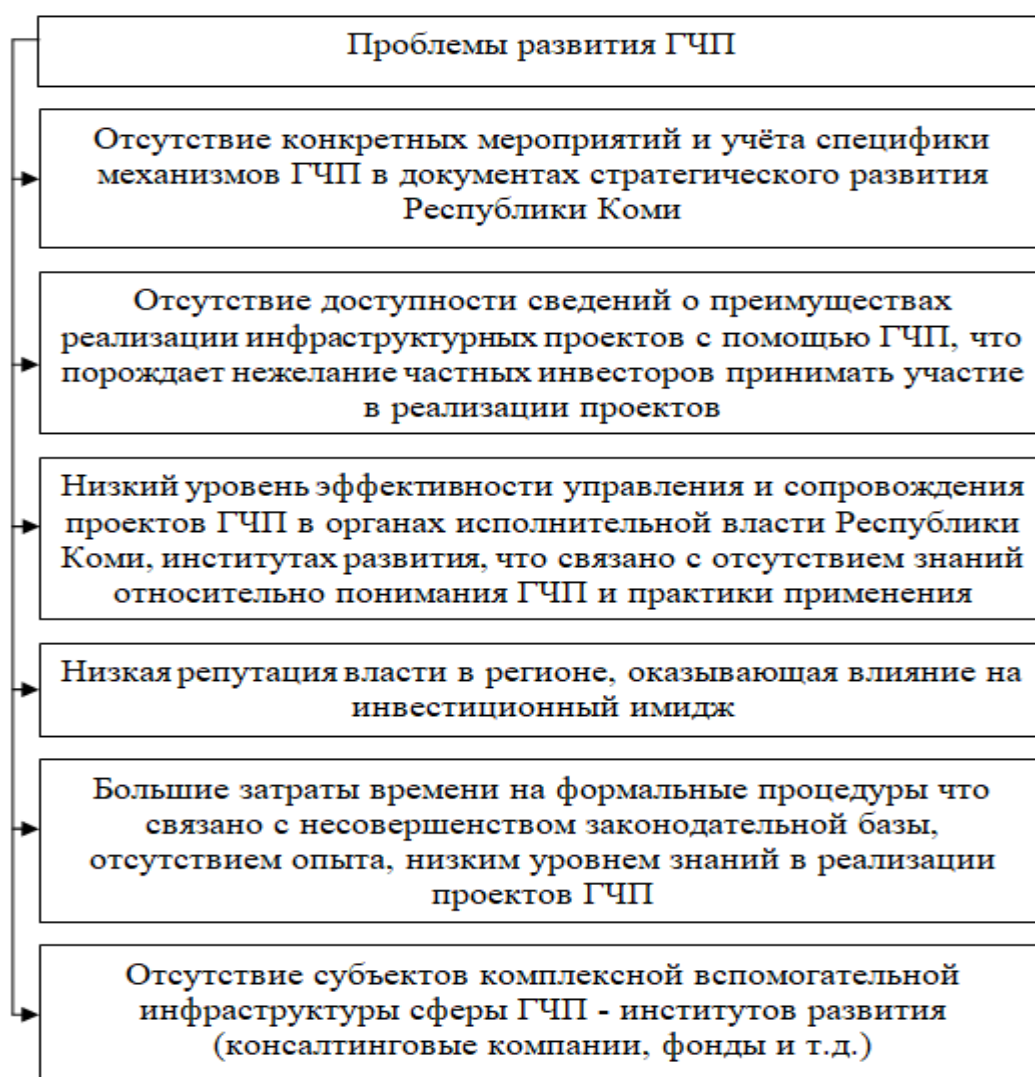 Проблемы развития ГЧП
Отсутствие конкретных мероприятий и учёта специфики
механизмов ГЧП в документах стратегического развития
Республики Коми
Отсутствие доступности сведений о преимуществах
реализации инфраструктурных проектов с помощью ГЧП, что
порождает нежелание частных инвесторов принимать участие
в реализации проектов
Низкий уровень эффективности управления и сопровождения
проектов ГЧП в органах исполнительной власти Республики
Коми, институтах развития, что связано с отсутствием знаний
относительно понимания ГЧП и практики применения
Низкая репутация власти в регионе, оказывающая влияние на
инвестиционный имидж
Большие затраты времени на формальные процедуры что
связано с несовершенством законодательной базы,
отсутствием опыта, низким уровнем знаний в реализации
проектов ГЧП
Отсутствие субъектов комплексной вспомогательной
инфраструктуры сферы ГЧП - институтов развития
(консалтинговые компании, фонды и т.д.)